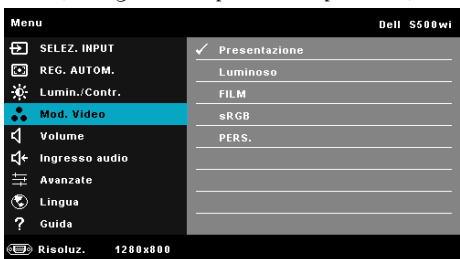 Menu Dell S500wi
SELEZ. INPUT ✓ Presentazione
REG. AUTOM. Luminoso
Lumin./Contr. FILM
Mod. Video sRGB
Volume PERS.
Ingresso audio
Avanzate
Lingua
? Guida
Risoluz. 1280x800